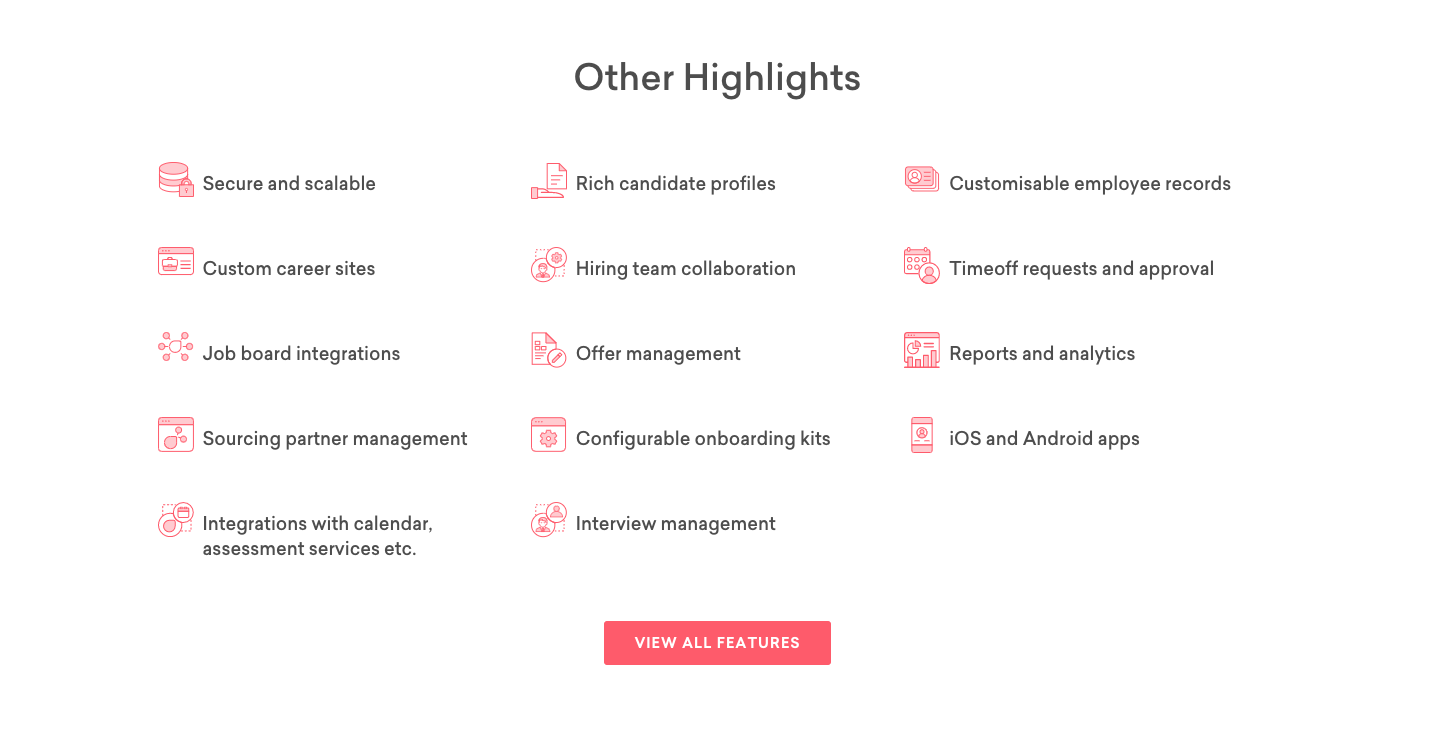 Other Highlights
Secure and scalable
Rich candidate profiles
Customisable employee records
Custom career sites
Hiring team collaboration
Timeoff requests and approval
Job board integrations
Offer management
Reports and analytics
Sourcing partner management
Configurable onboarding kits
iOS and Android apps
Integrations with calendar,
assessment services etc.
Interview management
VIEW ALL FEATURES